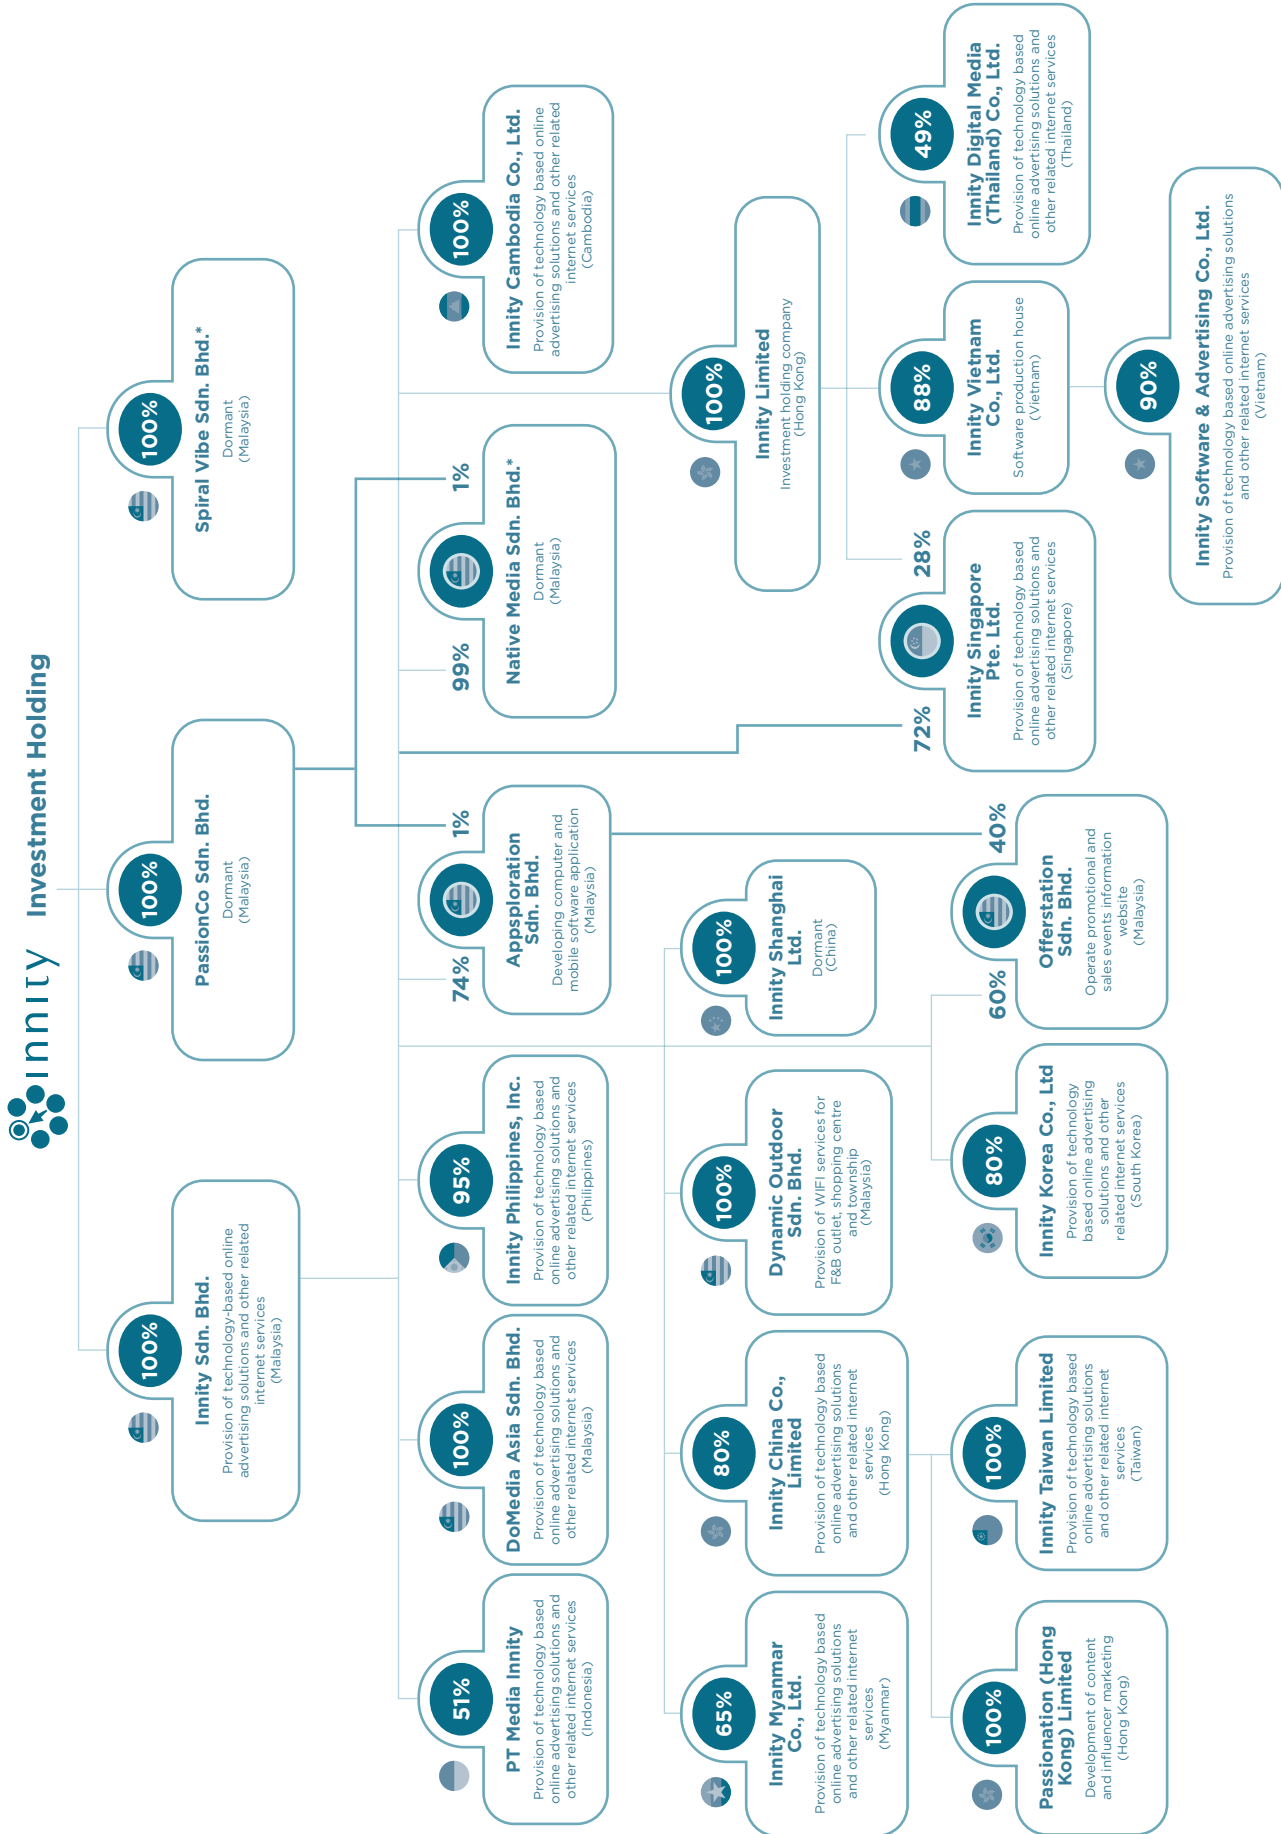 ınnıty
Investment Holding
100%
Innity Sdn. Bhd.
Provision of technology-based online
advertising solutions and other related
internet services
(Malaysia)
100%
PassionCo Sdn. Bhd.
Dormant
(Malaysia)
100%
Spiral Vibe Sdn. Bhd.*
Dormant
(Malaysia)
51%
PT Media Innity
Provision of technology based
online advertising solutions and
other related internet services
(Indonesia)
100%
DoMedia Asia Sdn. Bhd.
Provision of technology based
online advertising solutions and
other related internet services
(Malaysia)
95%
Innity Philippines, Inc.
Provision of technology based
online advertising solutions and
other related internet services
(Philippines)
74%
1%
Appsploration
Sdn. Bhd.
Developing computer and
mobile software application
(Malaysia)
99%
1%
Native Media Sdn. Bhd.*
Dormant
(Malaysia)
100%
Innity Cambodia Co., Ltd.
Provision of technology based online
advertising solutions and other related
internet services
(Cambodia)
65%
Innity Myanmar
Co., Ltd.
Provision of technology based
online advertising solutions
and other related internet
services
(Myanmar)
80%
Innity China Co.,
Limited
Provision of technology based
online advertising solutions
and other related internet
services
(Hong Kong)
100%
Dynamic Outdoor
Sdn. Bhd.
Provision of WIFI services for
F&B outlet, shopping centre
and township
(Malaysia)
100%
Innity Shanghai
Ltd.
Dormant
(China)
100%
Innity Limited
Investment holding company
(Hong Kong)
72%
28%
Innity Singapore
Pte. Ltd.
Provision of technology based
online advertising solutions and
other related internet services
(Singapore)
88%
Innity Vietnam
Co., Ltd.
Software production house
(Vietnam)
49%
Innity Digital Media
(Thailand) Co., Ltd.
Provision of technology based
online advertising solutions and
other related internet services
(Thailand)
100%
Passionation (Hong
Kong) Limited
Development of content
and influencer marketing
(Hong Kong)
100%
Innity Taiwan Limited
Provision of technology based
online advertising solutions
and other related internet
services
(Taiwan)
80%
Innity Korea Co., Ltd
Provision of technology
based online advertising
solutions and other
related internet services
(South Korea)
60%
40%
Offerstation
Sdn. Bhd.
Operate promotional and
sales events information
website
(Malaysia)
90%
Innity Software & Advertising Co., Ltd.
Provision of technology based online advertising solutions
and other related internet services
(Vietnam)